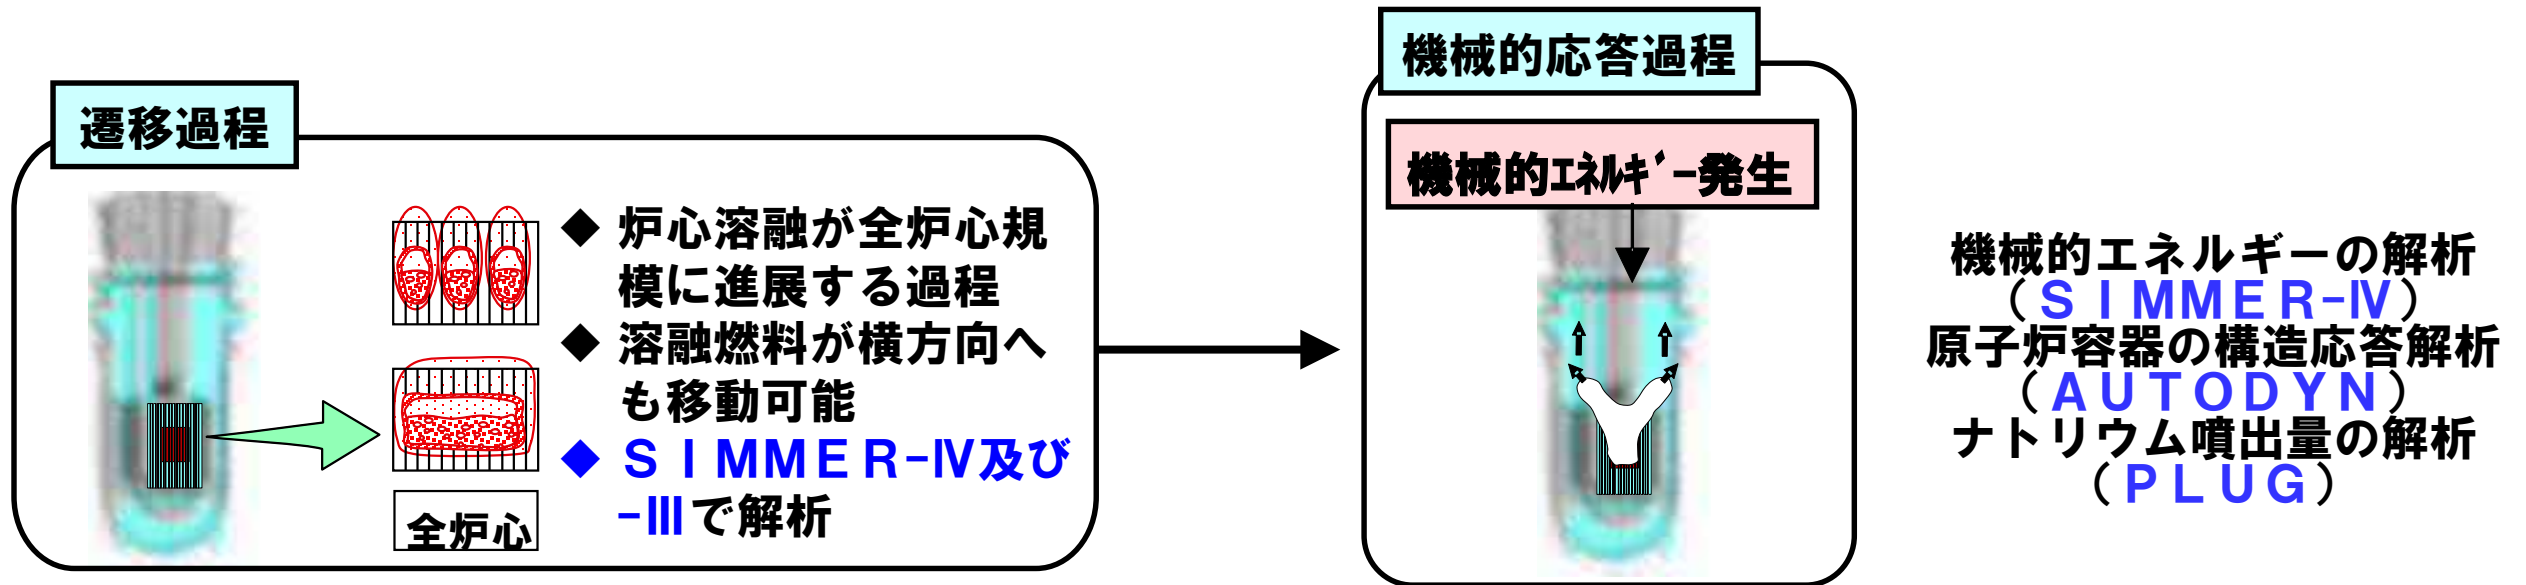 遷移過程
◆ 炉心溶融が全炉心規
模に進展する過程
◆ 溶融燃料が横方向へ
も移動可能
◆ ＳＩＭＭＥＲ-Ⅳ及び
-Ⅲで解析
全炉心
機械的応答過程
機械的ｴﾈﾙｷﾞｰ発生
機械的エネルギーの解析
（ＳＩＭＭＥＲ-Ⅳ）
原子炉容器の構造応答解析
（ＡＵＴＯＤＹＮ）
ナトリウム噴出量の解析
（ＰＬＵＧ）